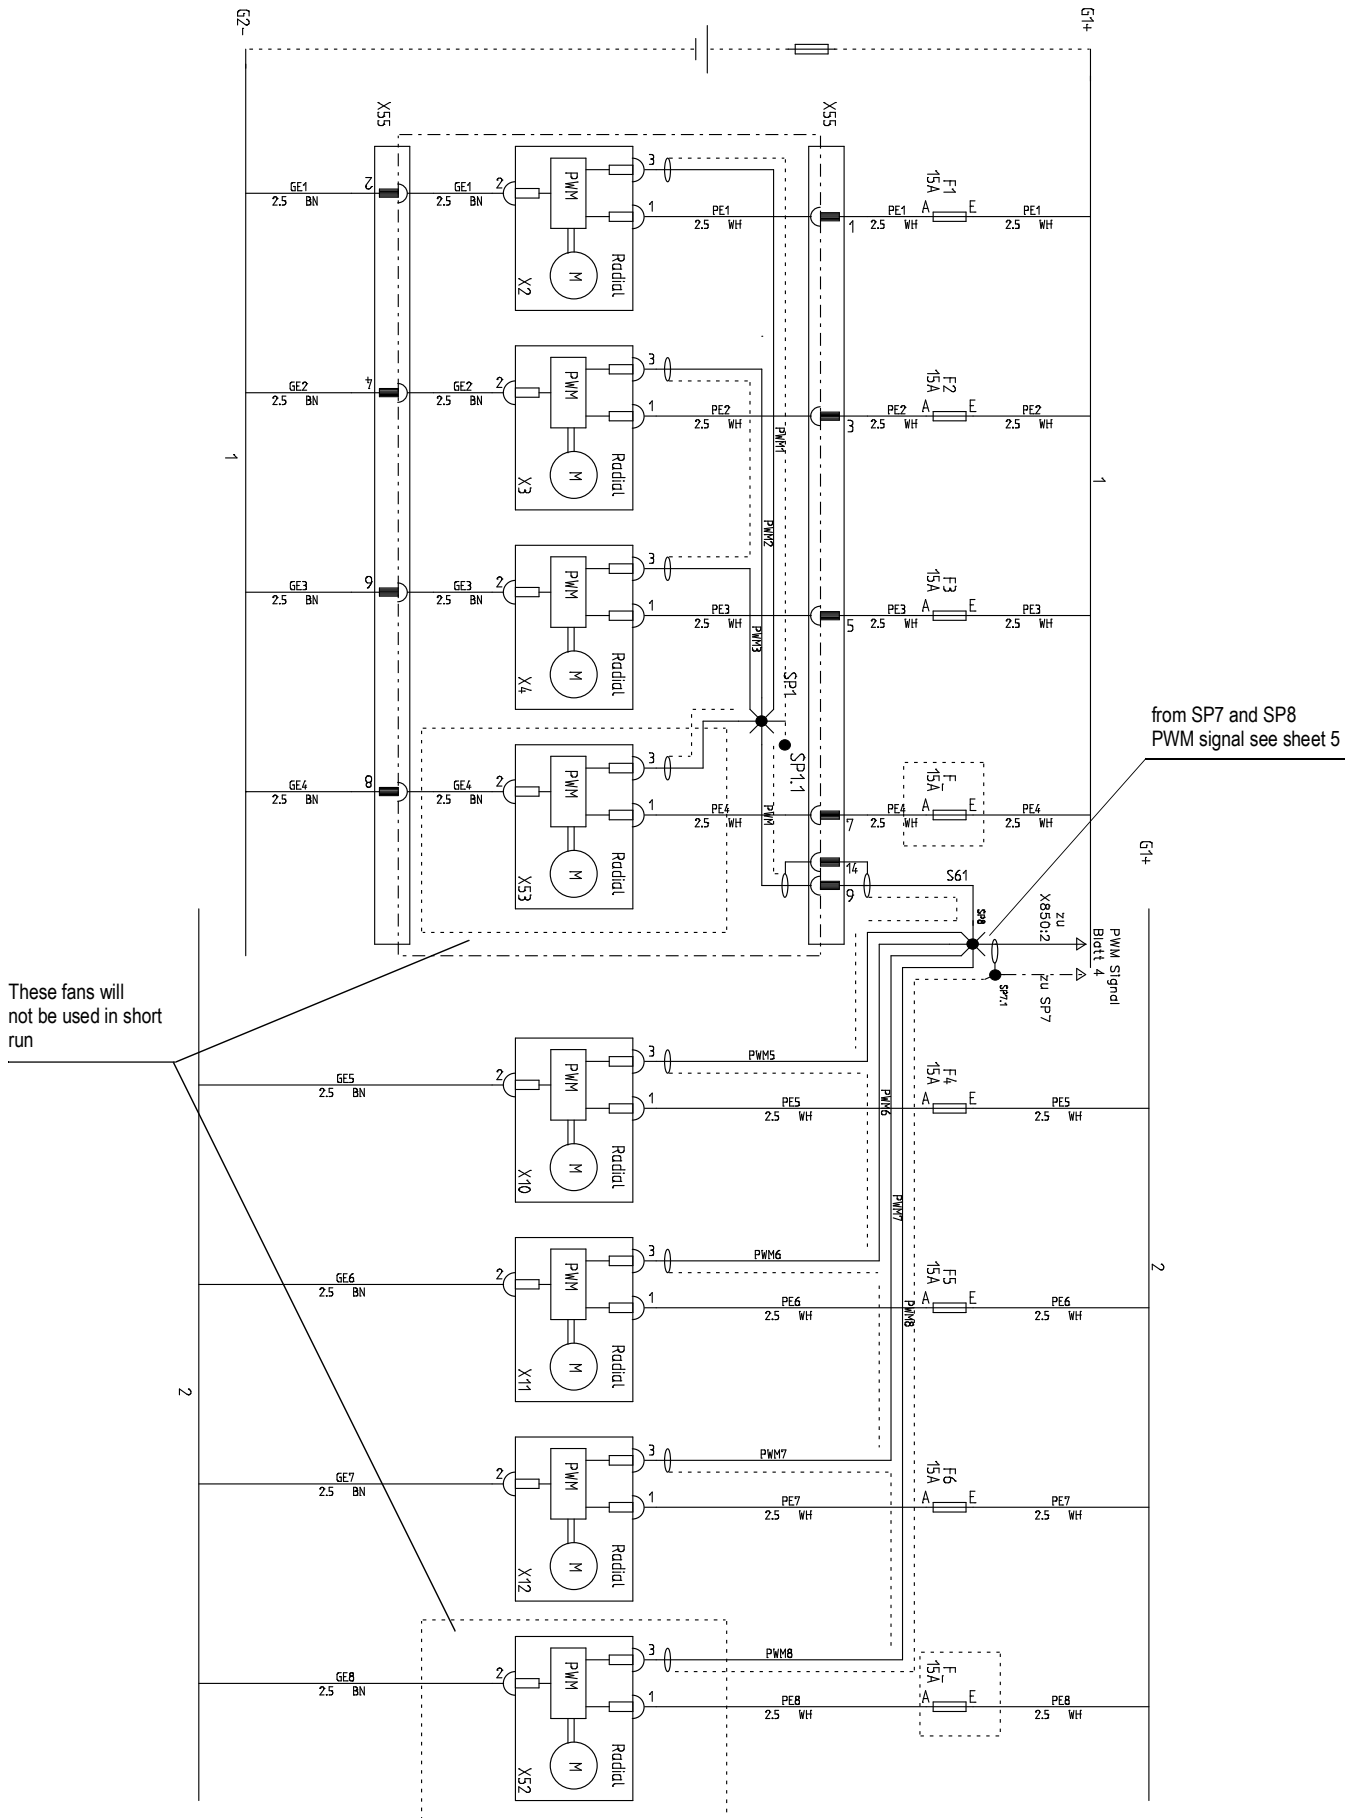 G2-
G1+
X55
X55
GE1
2.5 BN
2
GE1
2.5 BN
2
PWM
M
Radial
X2
3
1
PE1
2.5 WH
1
PE1
2.5 WH
F1
15A
A
E
PE1
2.5 WH
GE2
2.5 BN
4
GE2
2.5 BN
2
PWM
M
Radial
X3
3
1
PE2
2.5 WH
3
PE2
2.5 WH
F2
15A
A
E
PE2
2.5 WH
PWM1
1
1
PWM2
GE3
2.5 BN
6
GE3
2.5 BN
2
PWM
M
Radial
X4
3
1
PE3
2.5 WH
5
PE3
2.5 WH
F3
15A
A
E
PE3
2.5 WH
PWM3
SP1
SP1.1
from SP7 and SP8
PWM signal see sheet 5
GE4
2.5 BN
8
GE4
2.5 BN
2
PWM
M
Radial
X53
3
1
PE4
2.5 WH
PWM
7
PE4
2.5 WH
F-
15A
A
E
PE4
2.5 WH
14
9
S61
G1+
SP8
zu
X850:2
PWM Signal
Blatt 4
SP7.1
zu SP7
These fans will
not be used in short
run
GE5
2.5 BN
2
PWM
M
Radial
X10
3
1
PWM5
PE5
2.5 WH
PWM6
F4
15A
A
E
PE5
2.5 WH
PWM7
GE6
2.5 BN
2
PWM
M
Radial
X11
3
1
PWM6
PE6
2.5 WH
PWM8
F5
15A
A
E
PE6
2.5 WH
2
2
GE7
2.5 BN
2
PWM
M
Radial
X12
3
1
PWM7
PE7
2.5 WH
F6
15A
A
E
PE7
2.5 WH
GE8
2.5 BN
2
PWM
M
Radial
X52
3
1
PWM8
PE8
2.5 WH
F-
15A
A
E
PE8
2.5 WH